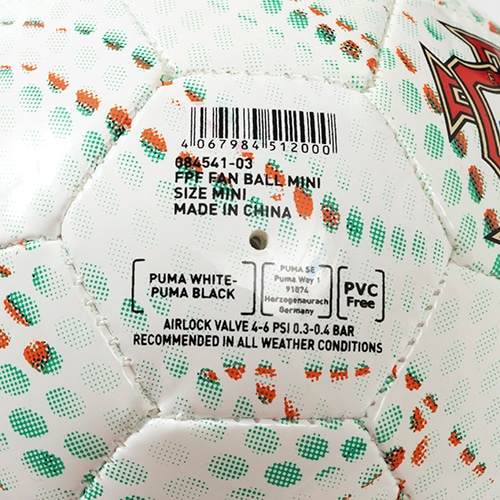 4 067984 512000
084541-03
FPF FAN BALL MINI
SIZE MINI
MADE IN CHINA
PUMA WHITE-
PUMA BLACK
PUMA SE
Puma Way 1
91074
Herzogenaurach
Germany
PVC
Free
AIRLOCK VALVE 4-6 PSI 0.3-0.4 BAR
RECOMMENDED IN ALL WEATHER CONDITIONS